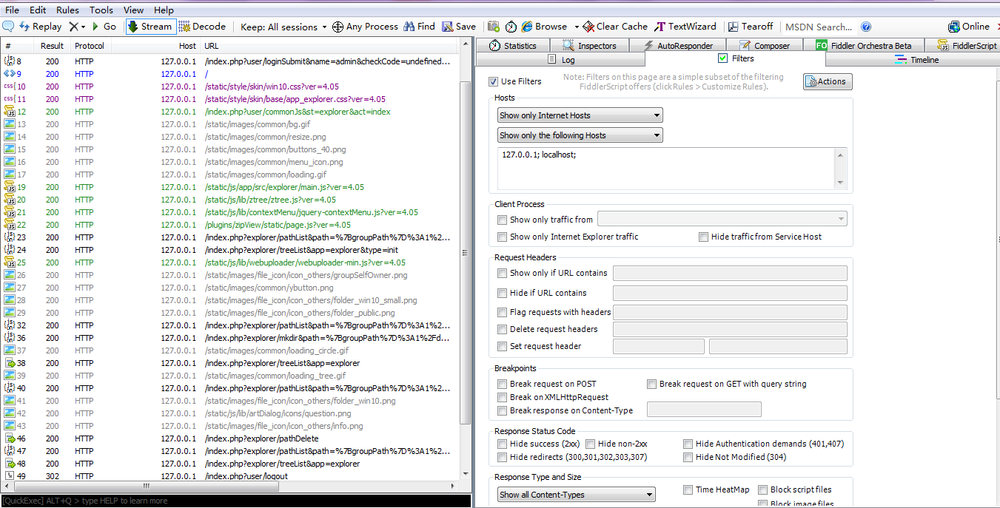 File Edit Rules Tools View Help
Replay Go Stream Decode Keep: All sessions Any Process Find Save Browse Clear Cache TextWizard Tearoff MSDN Search... Online
# Result Protocol Host URL
8 200 HTTP 127.0.0.1 /index.php?user/loginSubmit&name=admin&checkCode=undefined...
9 200 HTTP 127.0.0.1 /
10 200 HTTP 127.0.0.1 /static/style/skin/win10.css?ver=4.05
11 200 HTTP 127.0.0.1 /static/style/skin/base/app_explorer.css?ver=4.05
12 200 HTTP 127.0.0.1 /index.php?user/commonJs&st=explorer&act=index
13 200 HTTP 127.0.0.1 /static/images/common/bg.gif
14 200 HTTP 127.0.0.1 /static/images/common/resize.png
15 200 HTTP 127.0.0.1 /static/images/common/buttons_40.png
16 200 HTTP 127.0.0.1 /static/images/common/menu_icon.png
17 200 HTTP 127.0.0.1 /static/images/common/loading.gif
19 200 HTTP 127.0.0.1 /static/js/app/src/explorer/main.js?ver=4.05
20 200 HTTP 127.0.0.1 /static/js/lib/ztree/ztree.js?ver=4.05
21 200 HTTP 127.0.0.1 /static/js/lib/contextMenu/jquery-contextMenu.js?ver=4.05
22 200 HTTP 127.0.0.1 /plugins/zipView/static/page.js?ver=4.05
23 200 HTTP 127.0.0.1 /index.php?explorer/pathList&path=%7BgroupPath%7D%3A1%2...
24 200 HTTP 127.0.0.1 /index.php?explorer/treeList&app=explorer&type=init
25 200 HTTP 127.0.0.1 /static/js/lib/webuploader/webuploader-min.js?ver=4.05
26 200 HTTP 127.0.0.1 /static/images/file_icon/icon_others/groupSelfOwner.png
27 200 HTTP 127.0.0.1 /static/images/common/ybutton.png
28 200 HTTP 127.0.0.1 /static/images/file_icon/icon_others/folder_win10_small.png
29 200 HTTP 127.0.0.1 /static/images/file_icon/icon_others/folder_public.png
32 200 HTTP 127.0.0.1 /index.php?explorer/pathList&path=%7BgroupPath%7D%3A1%2...
36 200 HTTP 127.0.0.1 /index.php?explorer/mkdir&path=%7BgroupPath%7D%3A1%2Fd...
37 200 HTTP 127.0.0.1 /static/images/common/loading_circle.gif
38 200 HTTP 127.0.0.1 /index.php?explorer/treeList&app=explorer
39 200 HTTP 127.0.0.1 /static/images/common/loading_tree.gif
40 200 HTTP 127.0.0.1 /index.php?explorer/pathList&path=%7BgroupPath%7D%3A1%2...
41 200 HTTP 127.0.0.1 /static/images/file_icon/icon_others/folder_win10.png
42 200 HTTP 127.0.0.1 /static/js/lib/artDialog/icons/question.png
43 200 HTTP 127.0.0.1 /static/images/file_icon/icon_others/info.png
46 200 HTTP 127.0.0.1 /index.php?explorer/pathDelete
47 200 HTTP 127.0.0.1 /index.php?explorer/pathList&path=%7BgroupPath%7D%3A1%2...
48 200 HTTP 127.0.0.1 /index.php?explorer/treeList&app=explorer
49 302 HTTP 127.0.0.1 /index.php?user/logout
[QuickExec] ALT+Q > type HELP to learn more
Statistics Inspectors AutoResponder Composer FO Fiddler Orchestra Beta FiddlerScript
Log Filters Timeline
Use Filters
Note: Filters on this page are a simple subset of the filtering
FiddlerScript offers (click Rules > Customize Rules).
Actions
Hosts
Show only Internet Hosts
Show only the following Hosts
127.0.0.1; localhost;
Client Process
Show only traffic from
Show only Internet Explorer traffic Hide traffic from Service Host
Request Headers
Show only if URL contains
Hide if URL contains
Flag requests with headers
Delete request headers
Set request header
Breakpoints
Break request on POST Break request on GET with query string
Break on XMLHttpRequest
Break response on Content-Type
Response Status Code
Hide success (2xx) Hide non-2xx Hide Authentication demands (401,407)
Hide redirects (300,301,302,303,307) Hide Not Modified (304)
Response Type and Size
Show all Content-Types Time HeatMap Block script files
Block image files